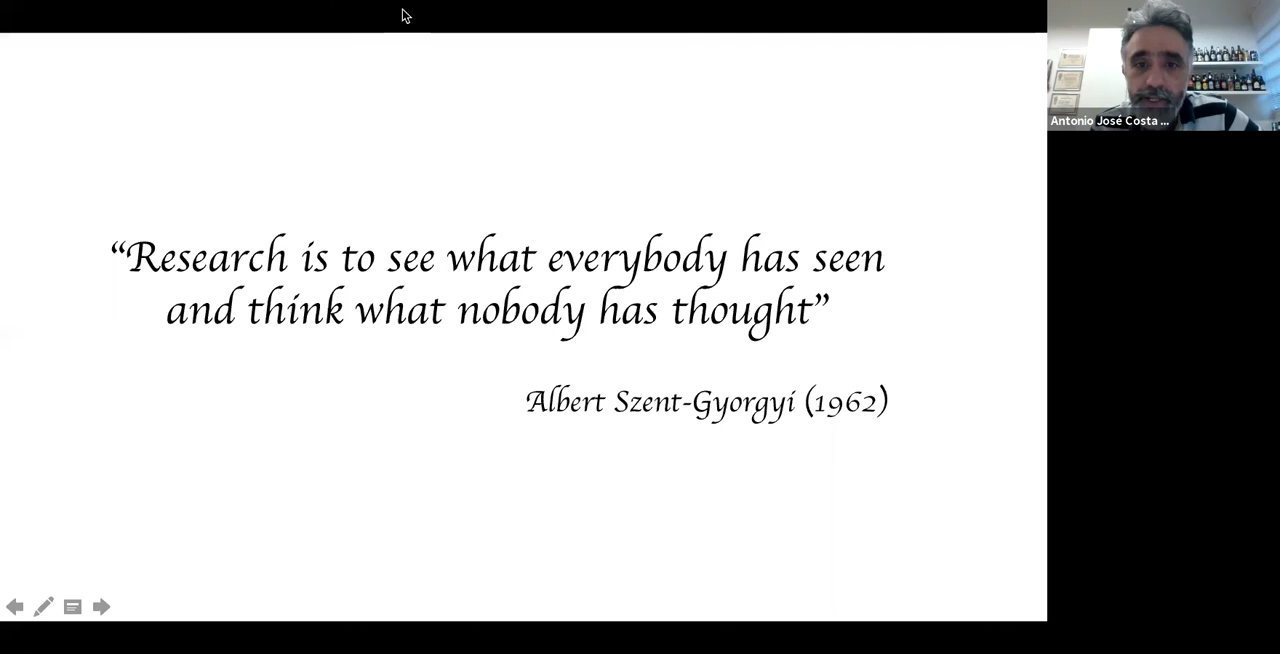 “Research is to see what everybody has seen
and think what nobody has thought”
Albert Szent-Gyorgyi (1962)
Antonio José Costa ...